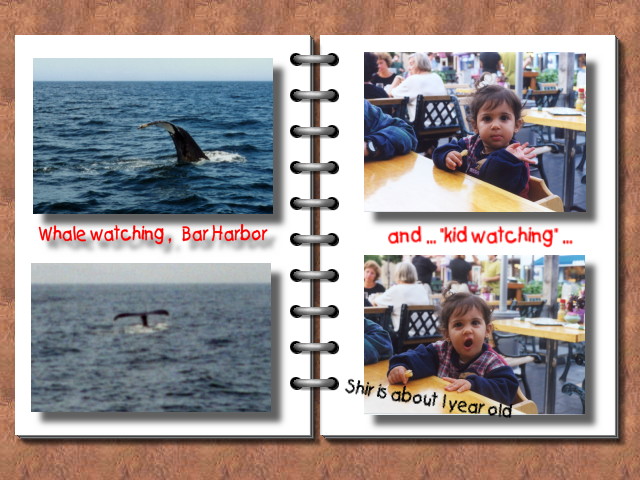 Whale watching , Bar Harbor
and ... "kid watching" ...
Shir is about 1 year old